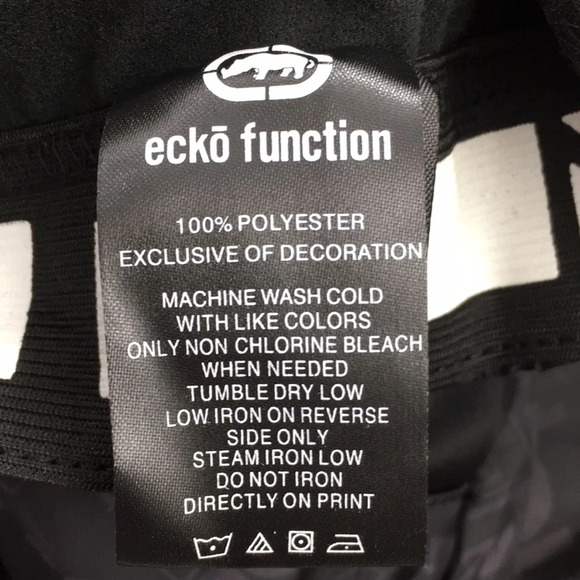 eckō function
100% POLYESTER
EXCLUSIVE OF DECORATION
MACHINE WASH COLD
WITH LIKE COLORS
ONLY NON CHLORINE BLEACH
WHEN NEEDED
TUMBLE DRY LOW
LOW IRON ON REVERSE
SIDE ONLY
STEAM IRON LOW
DO NOT IRON
DIRECTLY ON PRINT